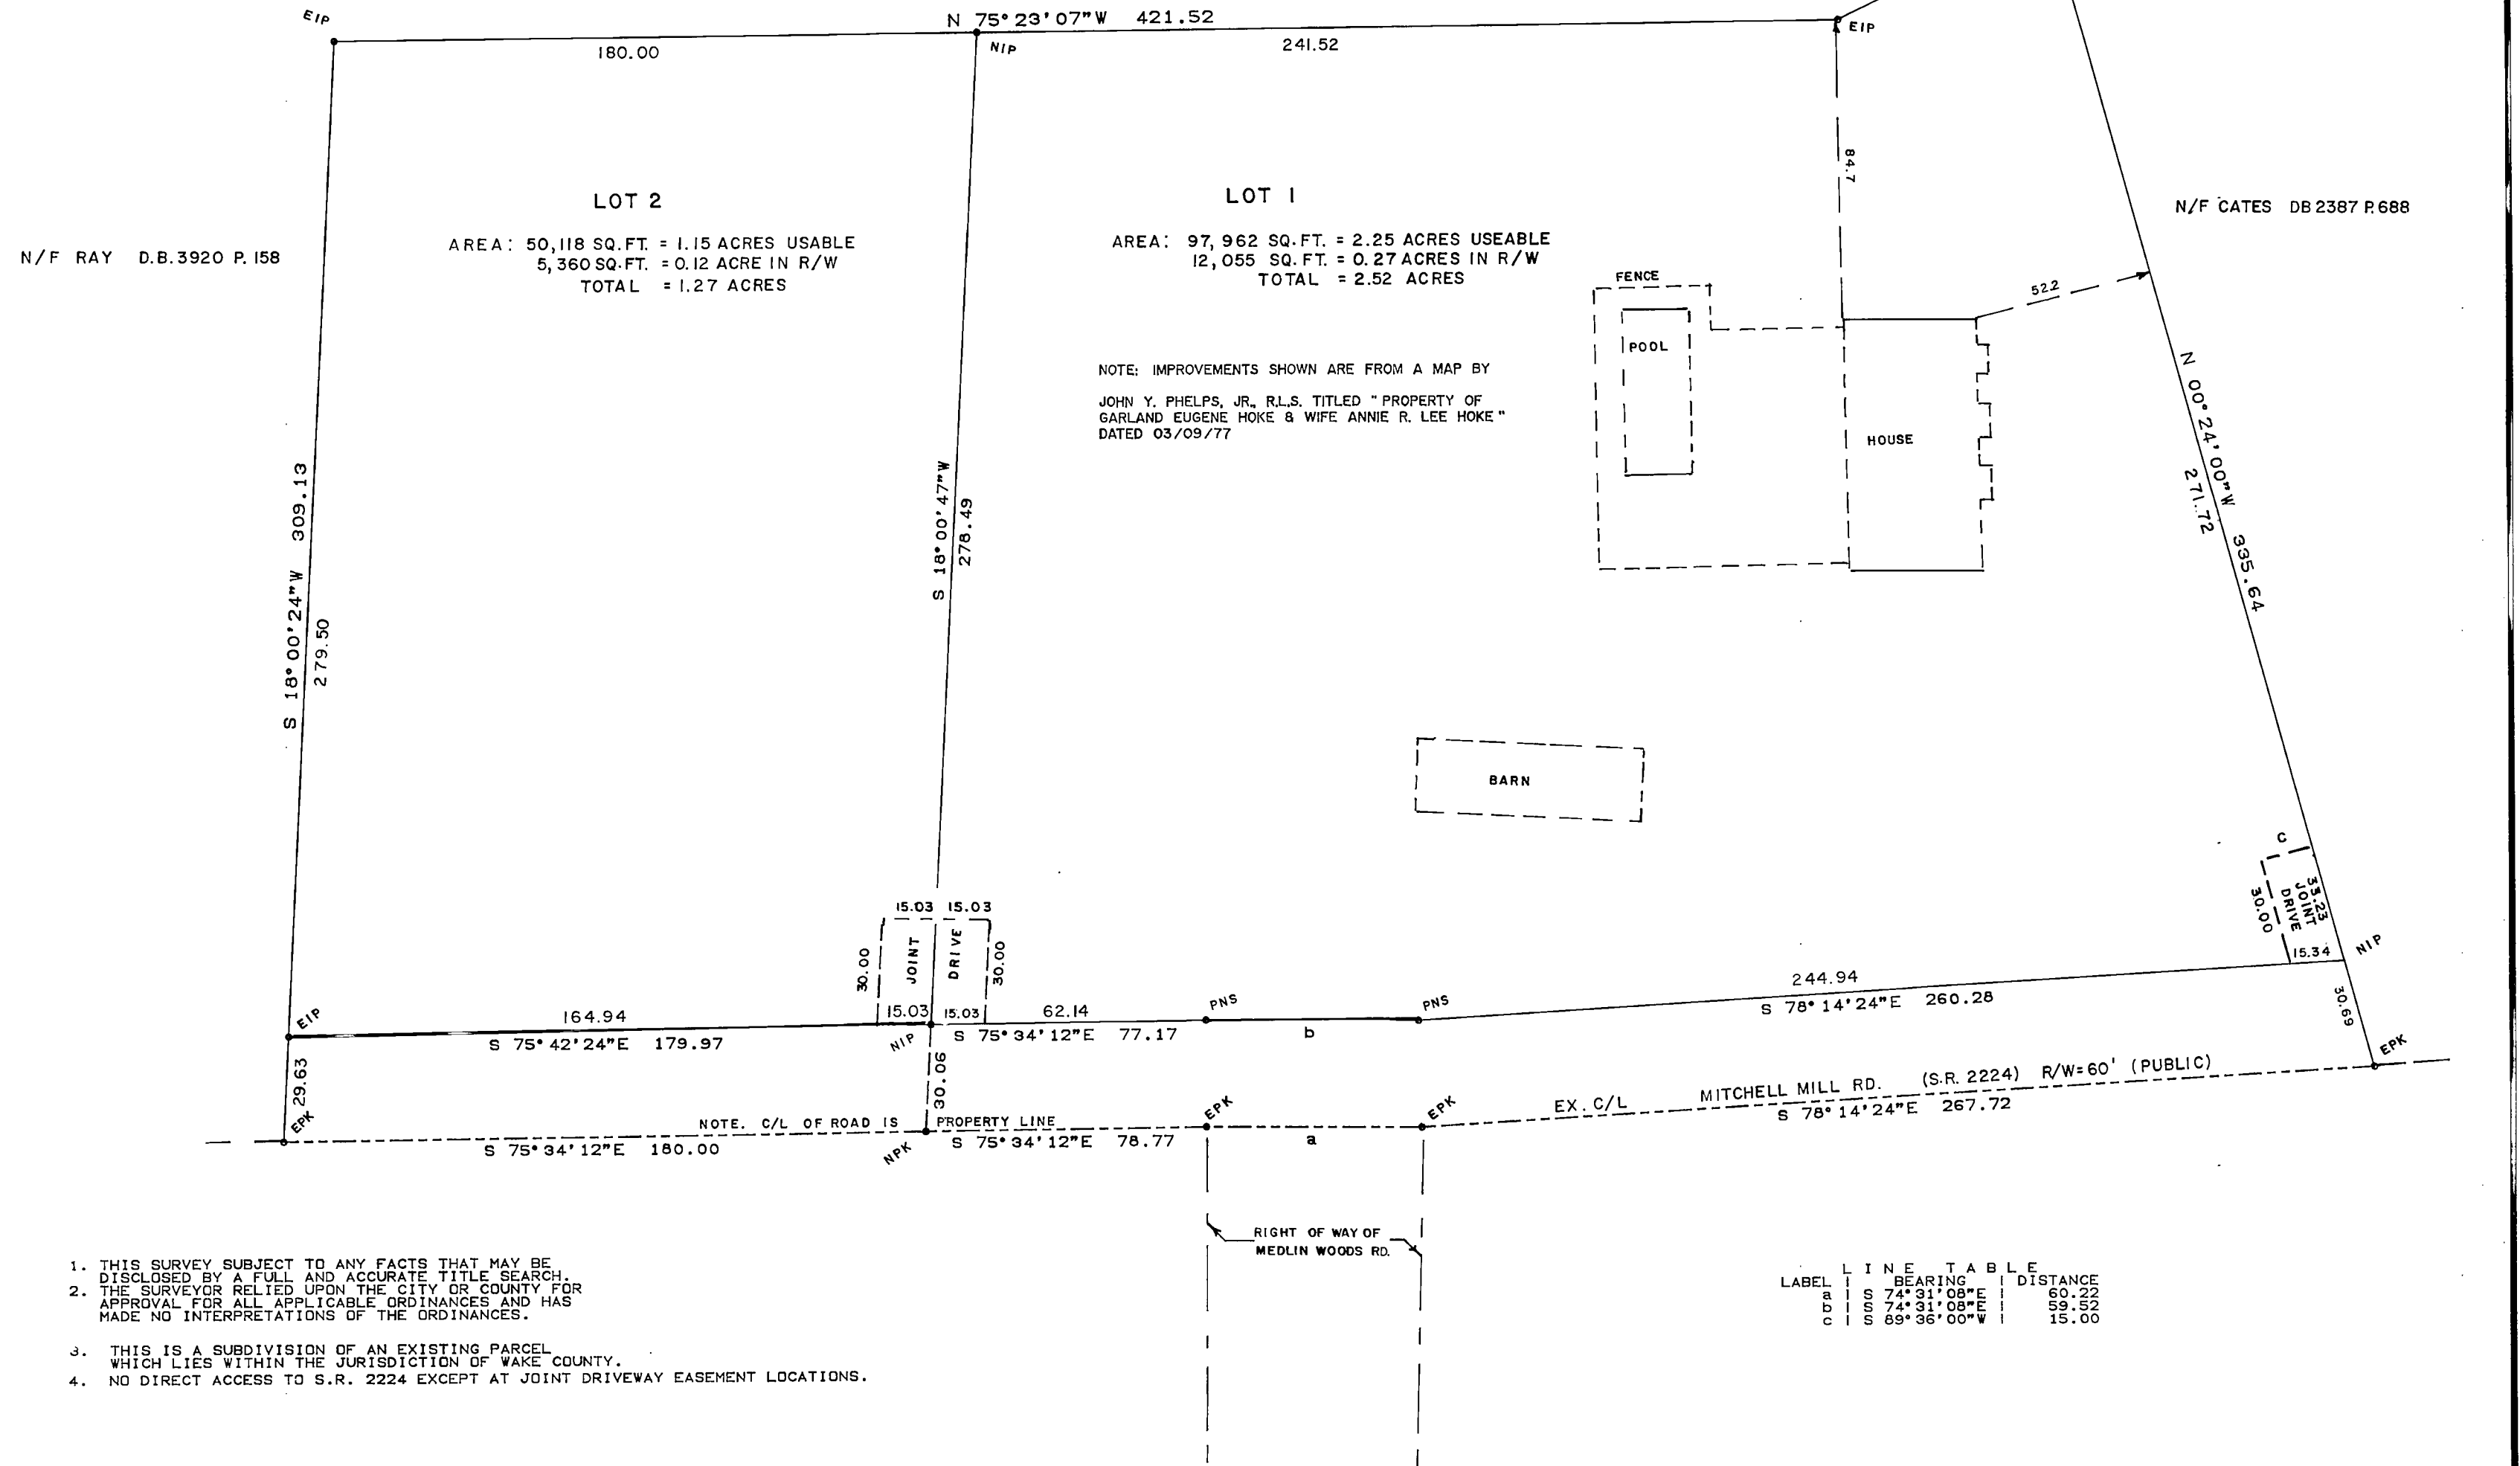 EIP
N 75°23'07"W 421.52
EIP
180.00
NIP
241.52
84.7
LOT 2
AREA: 50,118 SQ.FT. = 1.15 ACRES USABLE
5,360 SQ.FT. = 0.12 ACRE IN R/W
TOTAL = 1.27 ACRES
LOT 1
AREA: 97,962 SQ.FT. = 2.25 ACRES USEABLE
12,055 SQ.FT. = 0.27 ACRES IN R/W
TOTAL = 2.52 ACRES
N/F RAY D.B.3920 P.158
N/F CATES DB 2387 P.688
FENCE
52.2
POOL
HOUSE
NOTE: IMPROVEMENTS SHOWN ARE FROM A MAP BY
JOHN Y. PHELPS, JR., R.L.S. TITLED "PROPERTY OF
GARLAND EUGENE HOKE & WIFE ANNIE R. LEE HOKE"
DATED 03/09/77
S 18°00'24"W 309.13
279.50
S 18°00'47"W
278.49
N 00°24'00"W 335.64
271.72
BARN
C
33.23
JOINT
DRIVE
30.00
15.34
NIP
30.69
EPK
15.03 15.03
30.00
JOINT
DRIVE
30.00
EIP
164.94
15.03
15.03
62.14
PNS
PNS
244.94
S 75°42'24"E 179.97
NIP
S 75°34'12"E 77.17
b
S 78°14'24"E 260.28
29.63
EPK
30.06
EPK
EPK
EX. C/L
MITCHELL MILL RD. (S.R. 2224) R/W=60' (PUBLIC)
NOTE. C/L OF ROAD IS PROPERTY LINE
S 75°34'12"E 180.00
NPK
S 75°34'12"E 78.77
a
S 78°14'24"E 267.72
RIGHT OF WAY OF
MEDLIN WOODS RD.
1. THIS SURVEY SUBJECT TO ANY FACTS THAT MAY BE
DISCLOSED BY A FULL AND ACCURATE TITLE SEARCH.
2. THE SURVEYOR RELIED UPON THE CITY OR COUNTY FOR
APPROVAL FOR ALL APPLICABLE ORDINANCES AND HAS
MADE NO INTERPRETATIONS OF THE ORDINANCES.
3. THIS IS A SUBDIVISION OF AN EXISTING PARCEL
WHICH LIES WITHIN THE JURISDICTION OF WAKE COUNTY.
4. NO DIRECT ACCESS TO S.R. 2224 EXCEPT AT JOINT DRIVEWAY EASEMENT LOCATIONS.
LINE TABLE
LABEL | BEARING | DISTANCE
a | S 74°31'08"E | 60.22
b | S 74°31'08"E | 59.52
c | S 89°36'00"W | 15.00